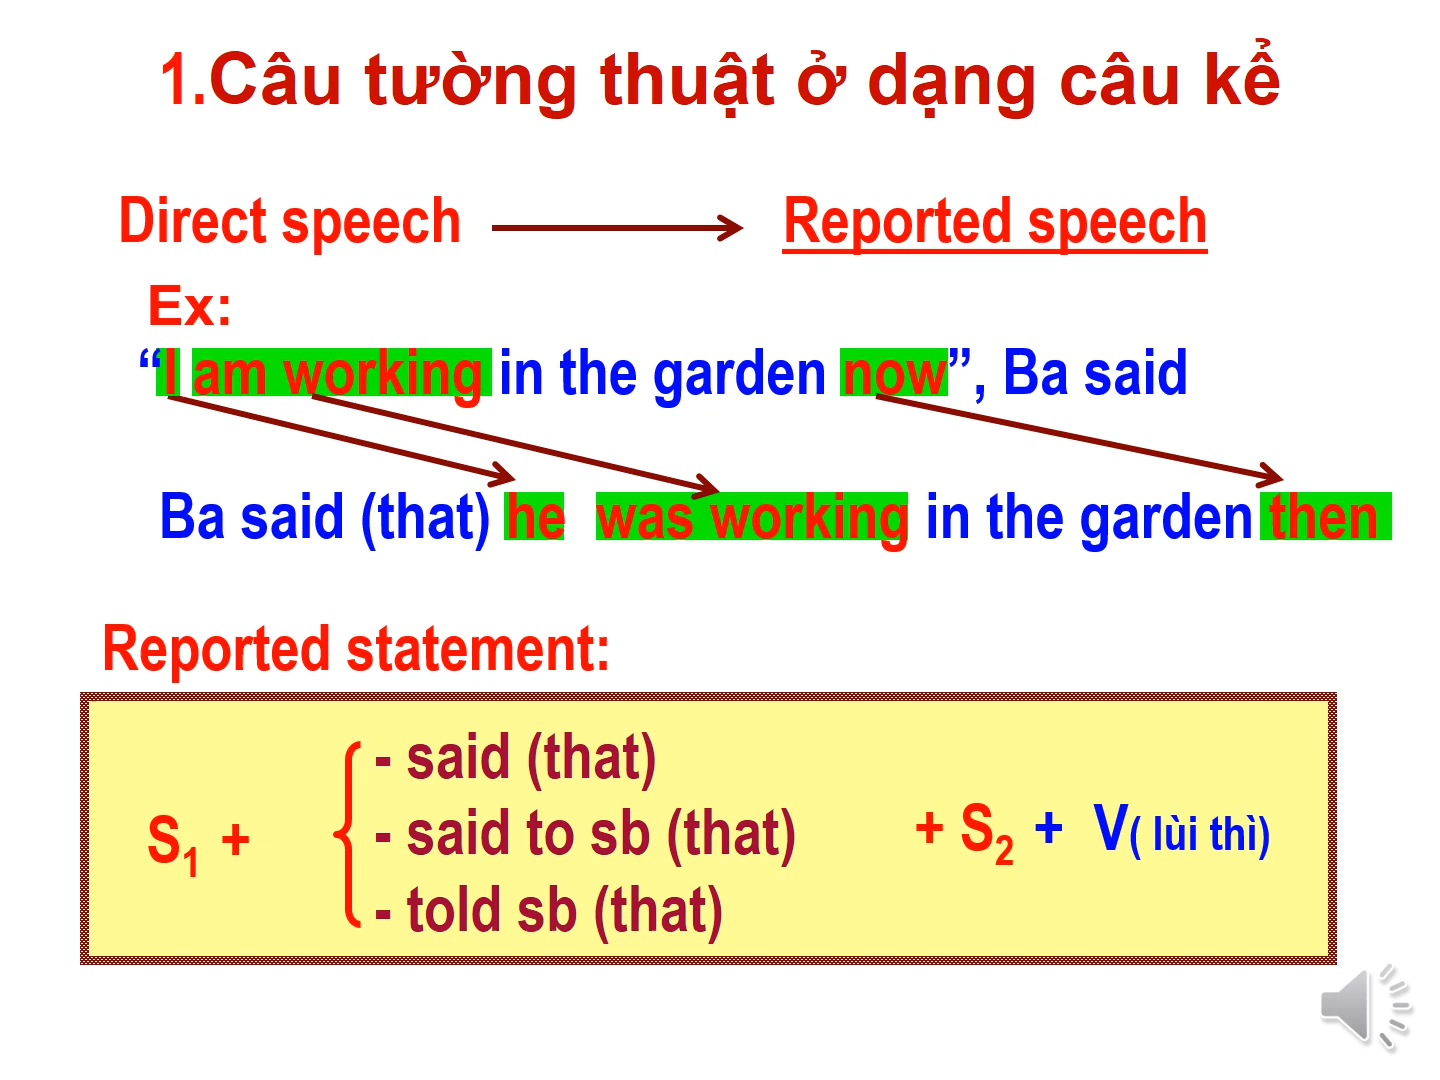 1.Câu tường thuật ở dạng câu kể
Direct speech Reported speech
Ex:
“I am working in the garden now”, Ba said
Ba said (that) he was working in the garden then
Reported statement:
- said (that)
S1 + - said to sb (that) + S2 + V( lùi thì)
- told sb (that)